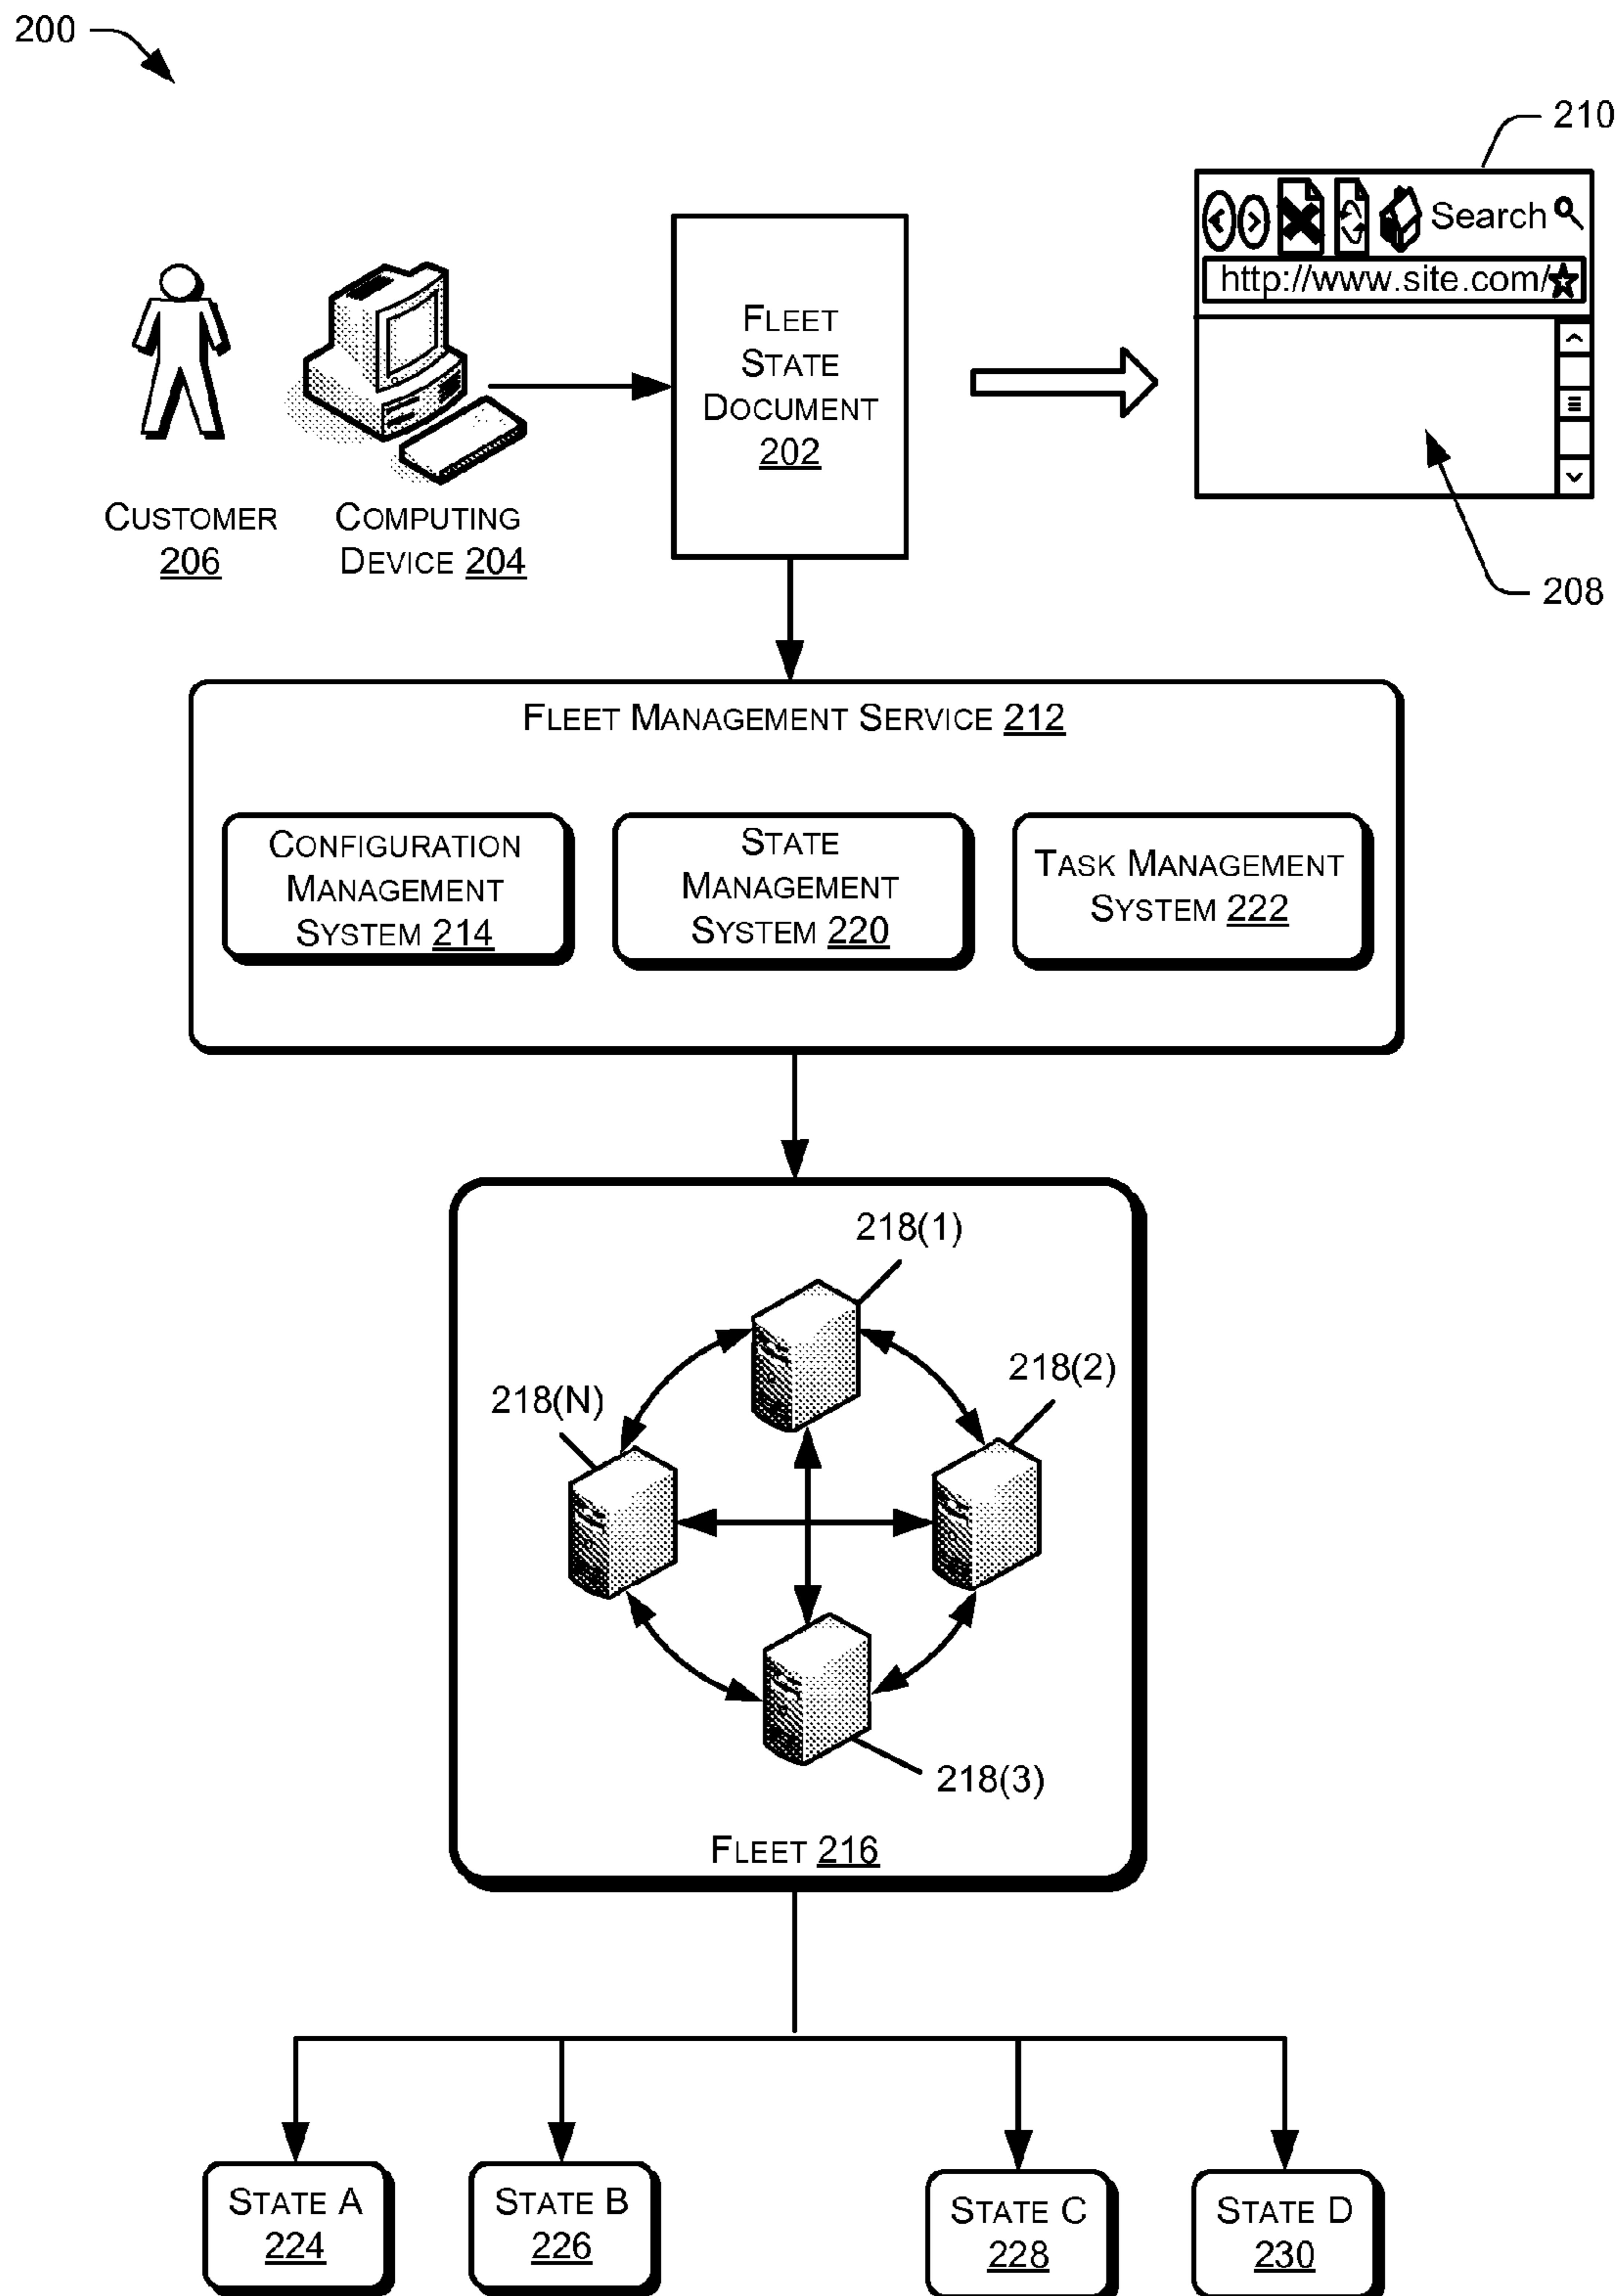 200
210
Search
http://www.site.com/
FLEET
STATE
DOCUMENT
202
CUSTOMER
206
COMPUTING
DEVICE 204
208
FLEET MANAGEMENT SERVICE 212
CONFIGURATION
MANAGEMENT
SYSTEM 214
STATE
MANAGEMENT
SYSTEM 220
TASK MANAGEMENT
SYSTEM 222
218(1)
218(2)
218(N)
218(3)
FLEET 216
STATE A
224
STATE B
226
STATE C
228
STATE D
230